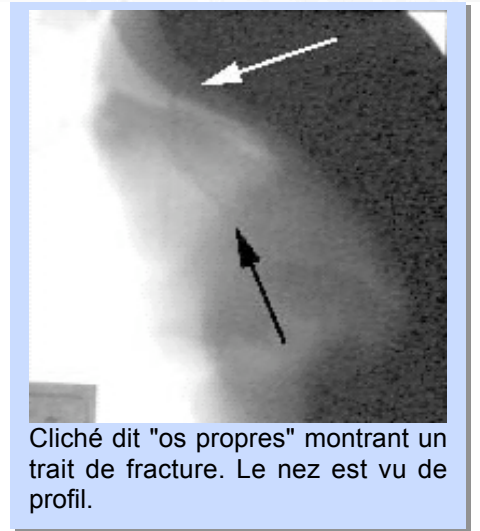 Cliché dit "os propres" montrant un
trait de fracture. Le nez est vu de
profil.